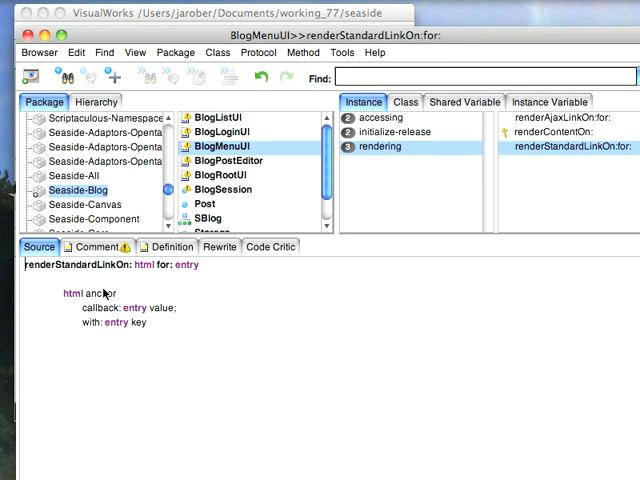 VisualWorks /Users/jarober/Documents/working_77/seaside
BlogMenuUI>>renderStandardLinkOn:for:
Browser Edit Find View Package Class Protocol Method Tools Help
Find:
Package Hierarchy
Instance Class Shared Variable Instance Variable
Scriptaculous-Namespace
Seaside-Adaptors-Openta
Seaside-Adaptors-Openta
Seaside-Adaptors-Openta
Seaside-All
Seaside-Blog
Seaside-Canvas
Seaside-Component
BlogListUI
BlogLoginUI
BlogMenuUI
BlogPostEditor
BlogRootUI
BlogSession
Post
SBlog
2 accessing
2 initialize-release
3 rendering
renderAjaxLinkOn:for:
renderContentOn:
renderStandardLinkOn:for:
Source Comment Definition Rewrite Code Critic
renderStandardLinkOn: html for: entry
html anchor
callback: entry value;
with: entry key